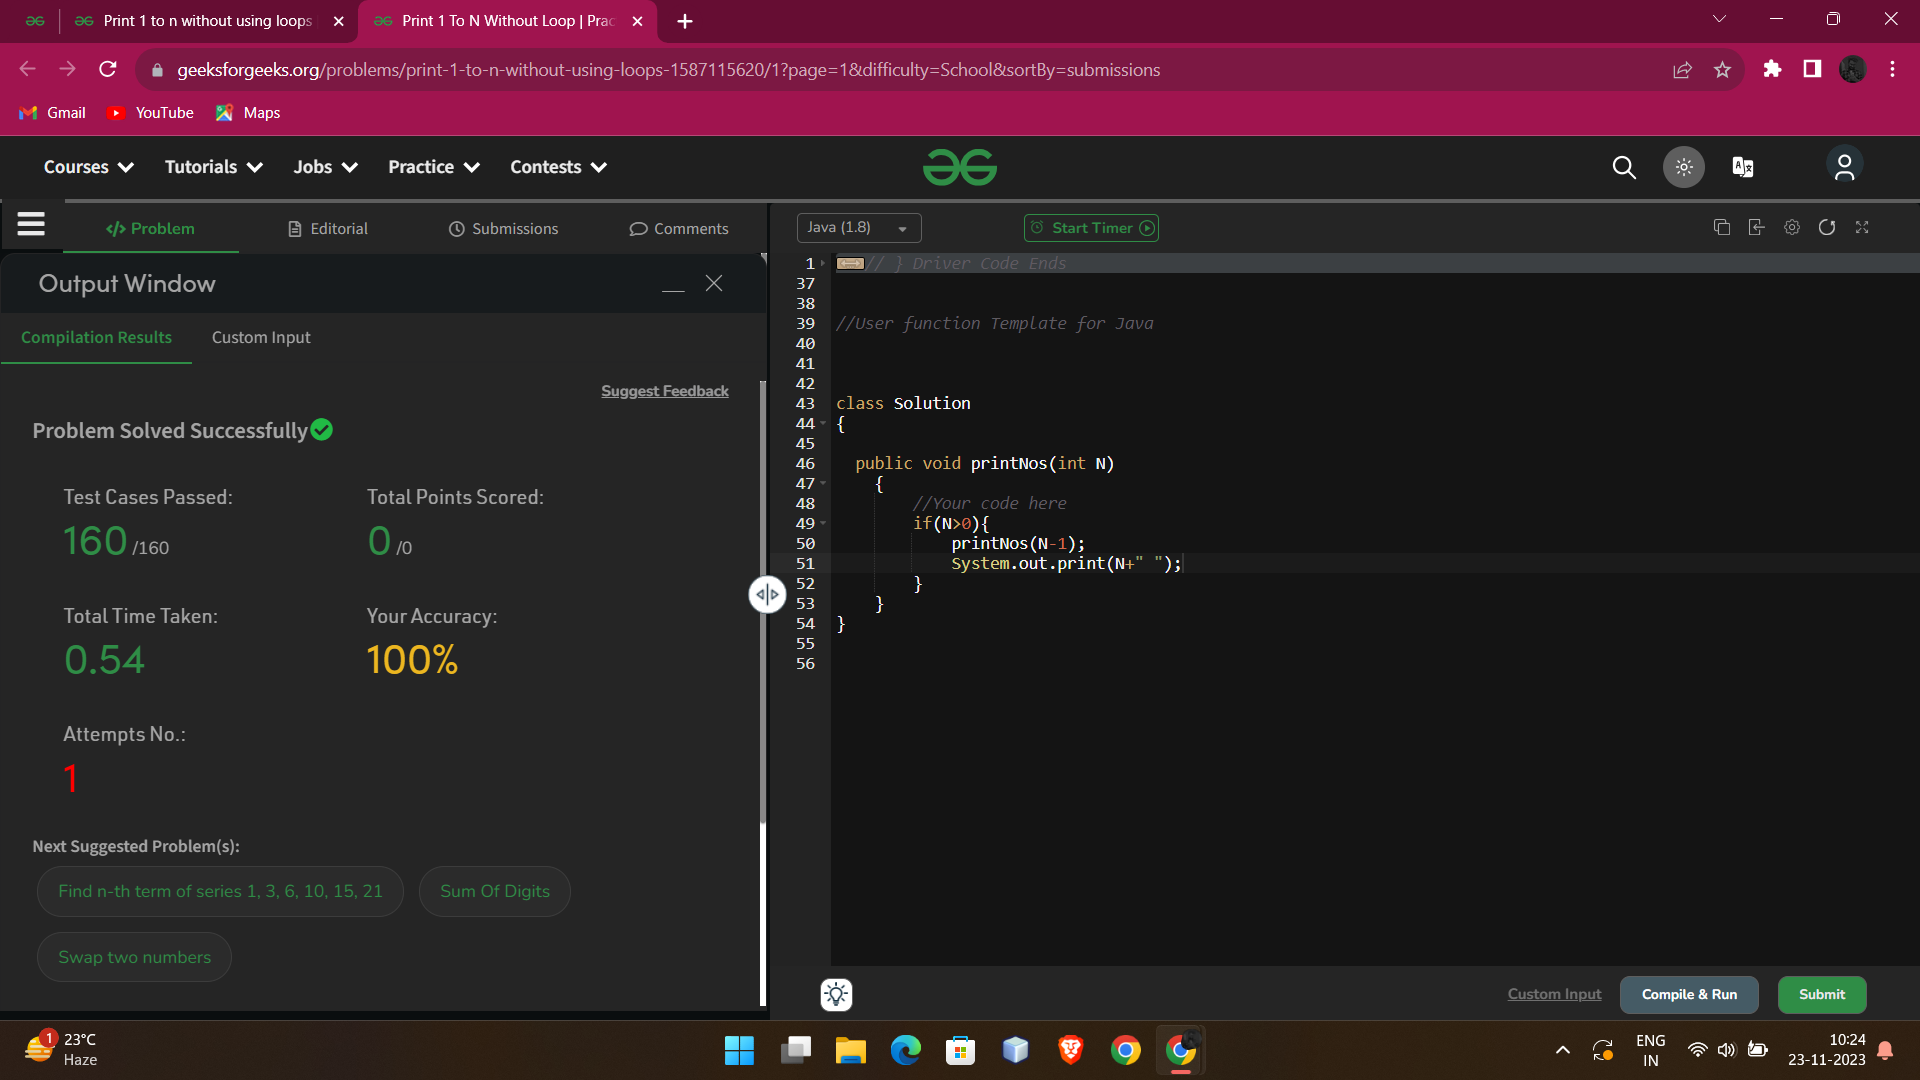 Print 1 to n without using loops
Print 1 To N Without Loop | Prac
geeksforgeeks.org/problems/print-1-to-n-without-using-loops-1587115620/1?page=1&difficulty=School&sortBy=submissions
Gmail
YouTube
Maps
Courses
Tutorials
Jobs
Practice
Contests
</> Problem
Editorial
Submissions
Comments
Java (1.8)
Start Timer
Output Window
Compilation Results
Custom Input
Suggest Feedback
Problem Solved Successfully
Test Cases Passed:
160 /160
Total Points Scored:
0 /0
Total Time Taken:
0.54
Your Accuracy:
100%
Attempts No.:
1
Next Suggested Problem(s):
Find n-th term of series 1, 3, 6, 10, 15, 21
Sum Of Digits
Swap two numbers
1 // } Driver Code Ends
37
38
39 //User function Template for Java
40
41
42
43 class Solution
44 {
45
46 public void printNos(int N)
47 {
48 //Your code here
49 if(N>0){
50 printNos(N-1);
51 System.out.print(N+" ");
52 }
53 }
54 }
55
56
Custom Input
Compile & Run
Submit
1
23°C
Haze
ENG
IN
10:24
23-11-2023